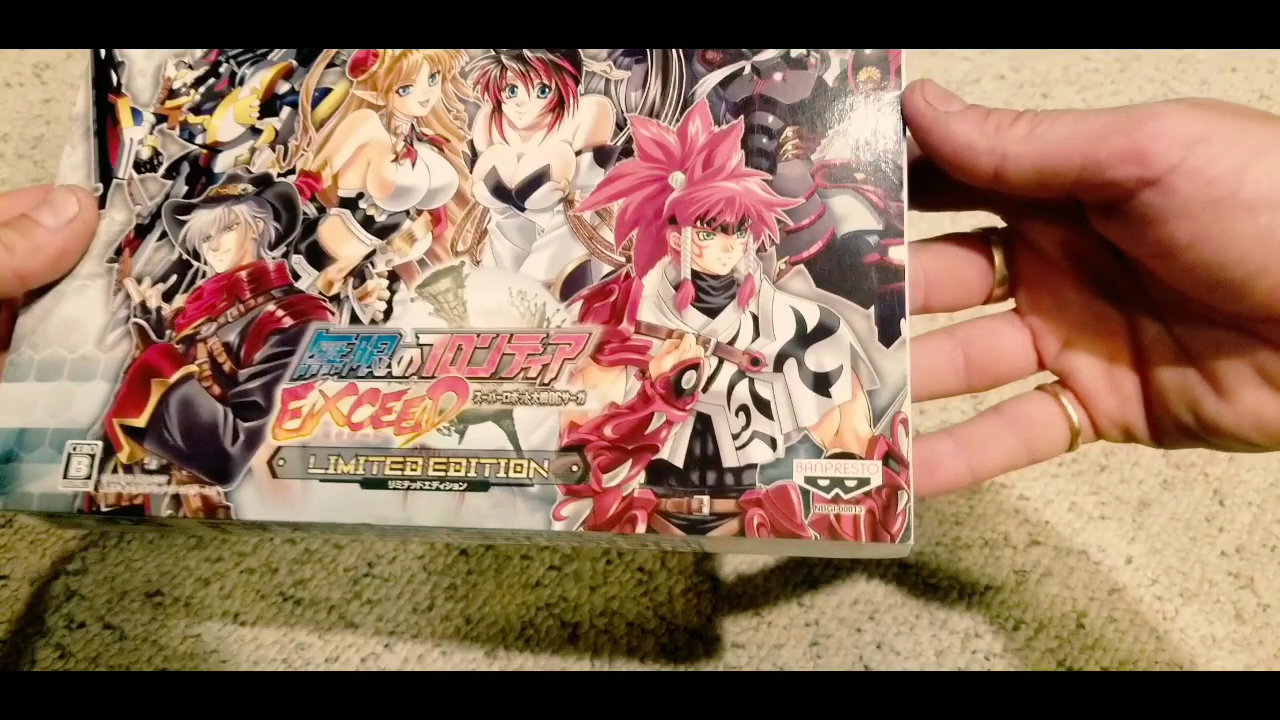 無限のフロンティア
EXCEED
スーパーロボット大戦OGサーガ
LIMITED EDITION
リミテッドエディション
CERO
B
BANPRESTO
NBGI-00013